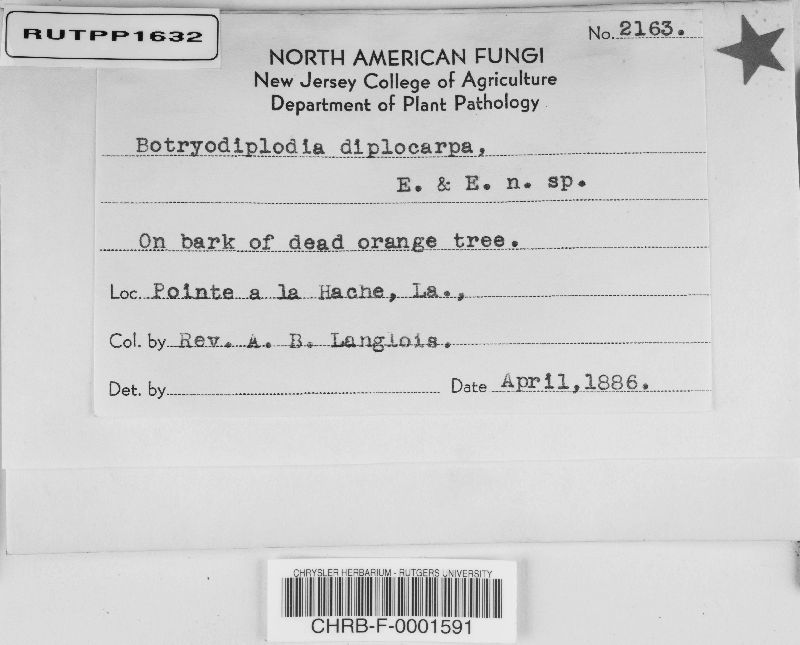 RUTPP1632
No. 2163.
NORTH AMERICAN FUNGI
New Jersey College of Agriculture
Department of Plant Pathology
Botryodiplodia diplocarpa,
E. & E. n. sp.
On bark of dead orange tree.
Loc. Pointe a la Hache, La.,
Col. by Rev. A. B. Langlois.
Det. by
Date April, 1886.
CHRYSLER HERBARIUM - RUTGERS UNIVERSITY
CHRB-F-0001591